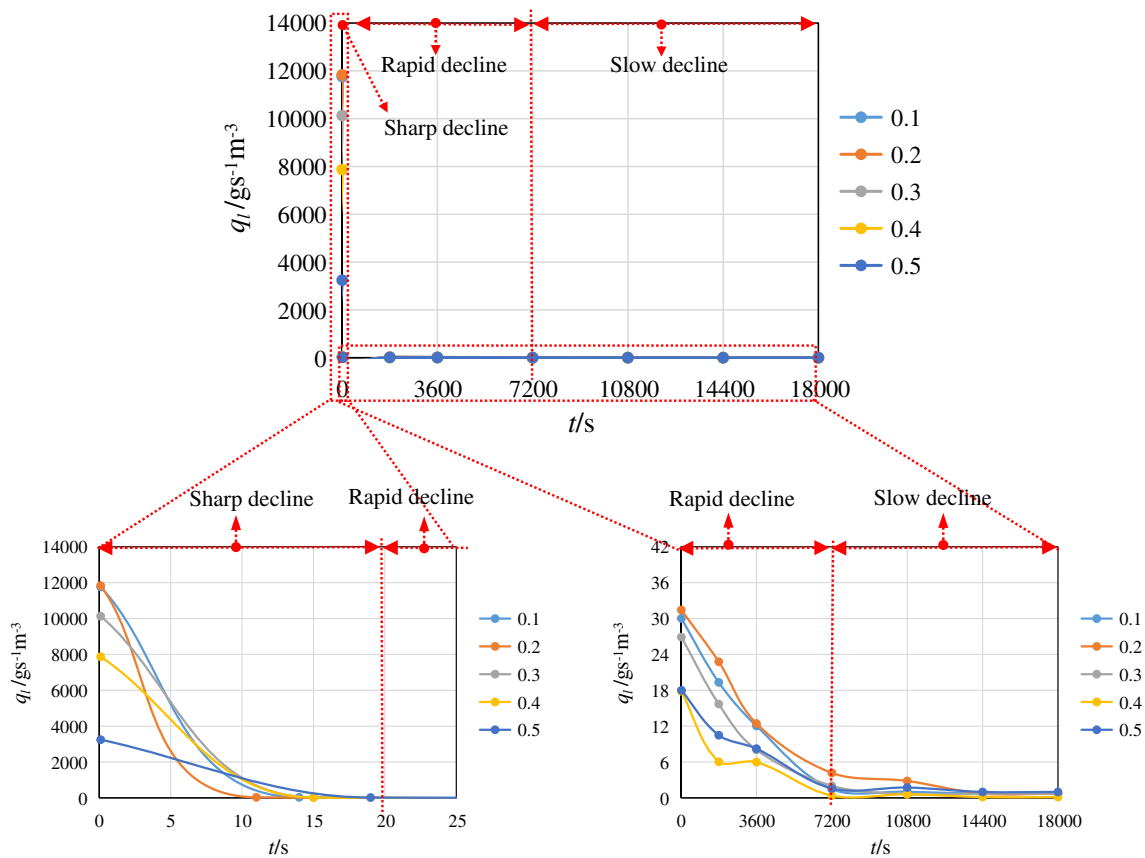 14000
12000
10000
8000
6000
4000
2000
0
q_l /gs⁻¹m⁻³
Rapid decline
Slow decline
Sharp decline
0 3600 7200 10800 14400 18000
t/s
0.1
0.2
0.3
0.4
0.5
Sharp decline
Rapid decline
14000
12000
10000
8000
6000
4000
2000
0
q_l /gs⁻¹m⁻³
0 5 10 15 20 25
t/s
0.1
0.2
0.3
0.4
0.5
Rapid decline
Slow decline
42
36
30
24
18
12
6
0
q_l /gs⁻¹m⁻³
0 3600 7200 10800 14400 18000
t/s
0.1
0.2
0.3
0.4
0.5